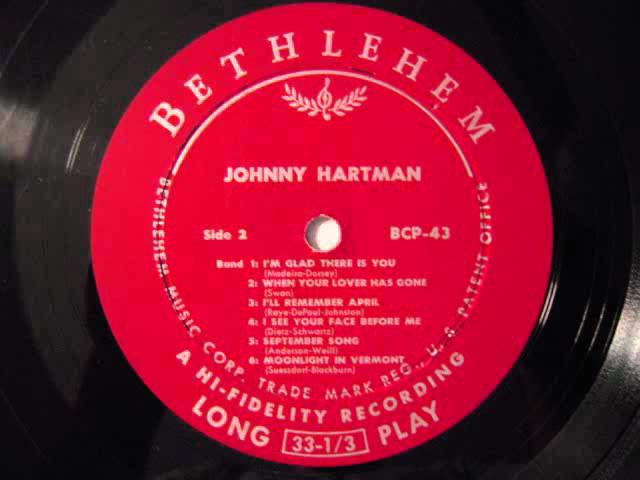 BETHLEHEM
JOHNNY HARTMAN
Side 2
BCP-43
Band 1: I'M GLAD THERE IS YOU
(Madeira-Dorsey)
2: WHEN YOUR LOVER HAS GONE
(Swan)
3: I'LL REMEMBER APRIL
(Raye-DePaul-Johnston)
4: I SEE YOUR FACE BEFORE ME
(Dietz-Schwartz)
5: SEPTEMBER SONG
(Anderson-Weill)
6: MOONLIGHT IN VERMONT
(Suessdorf-Blackburn)
BETHLEHEM MUSIC CORP. TRADE MARK REG., U. S. PATENT OFFICE
A HI-FIDELITY RECORDING
LONG 33-1/3 PLAY